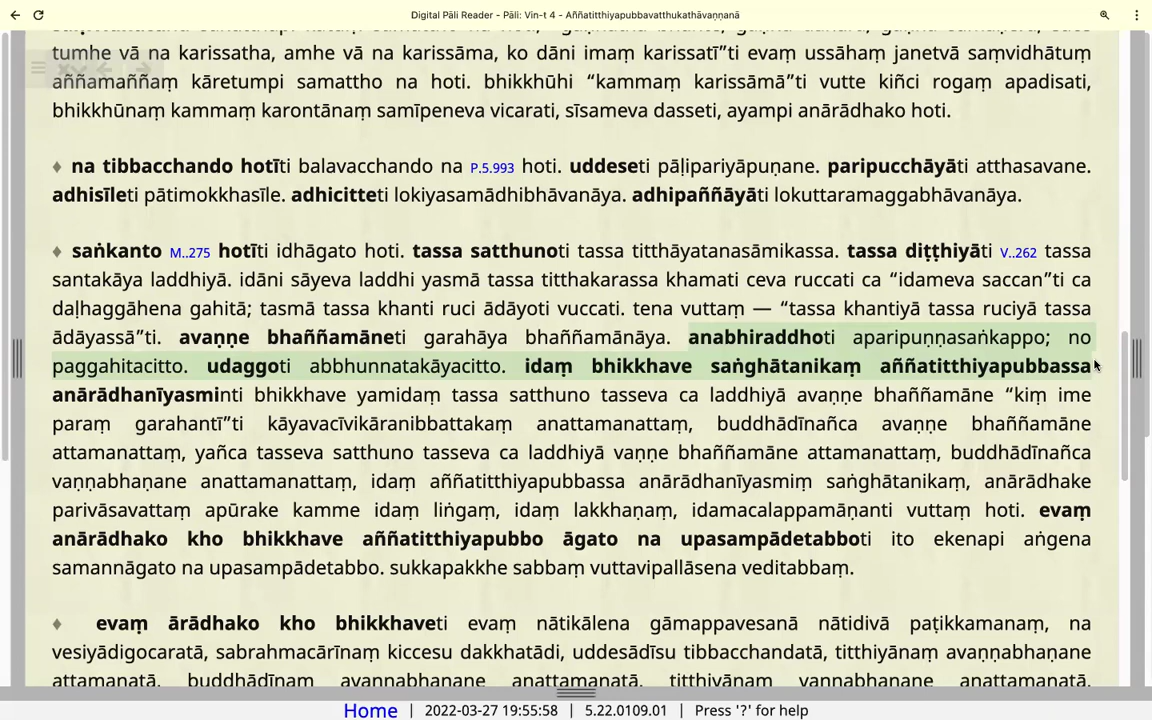 Digital Pāli Reader - Pāli: Vin-t 4 - Aññatitthiyapubbavatthukathāvaṇṇanā
tumhe vā na karissatha, amhe vā na karissāma, ko dāni imaṃ karissatī”ti evaṃ ussāhaṃ janetvā saṃvidhātuṃ
aññamaññaṃ kāretumpi samattho na hoti. bhikkhūhi “kammaṃ karissāmā”ti vutte kiñci rogaṃ apadisati,
bhikkhūnaṃ kammaṃ karontānaṃ samīpeneva vicarati, sīsameva dasseti, ayampi anārādhako hoti.
♦ na tibbacchando hotīti balavacchando na P.5.993 hoti. uddeseti pāḷipariyāpuṇane. paripucchāyāti atthasavane.
adhisīleti pātimokkhasīle. adhicitteti lokiyasamādhibhāvanāya. adhipaññāyāti lokuttaramaggabhāvanāya.
♦ saṅkanto M..275 hotīti idhāgato hoti. tassa satthunoti tassa titthāyatanasāmikassa. tassa diṭṭhiyāti V..262 tassa
santakāya laddhiyā. idāni sāyeva laddhi yasmā tassa titthakarassa khamati ceva ruccati ca “idameva saccan”ti ca
daḷhaggāhena gahitā; tasmā tassa khanti ruci ādāyoti vuccati. tena vuttaṃ — “tassa khantiyā tassa ruciyā tassa
ādāyassā”ti. avaṇṇe bhaññamāneti garahāya bhaññamānāya. anabhiraddhoti aparipuṇṇasaṅkappo; no
paggahitacitto. udaggoti abbhunnatakāyacitto. idaṃ bhikkhave saṅghātanikaṃ aññatitthiyapubbassa
anārādhanīyasminti bhikkhave yamidaṃ tassa satthuno tasseva ca laddhiyā avaṇṇe bhaññamāne “kiṃ ime
paraṃ garahantī”ti kāyavacīvikāranibbattakaṃ anattamanattaṃ, buddhādīnañca avaṇṇe bhaññamāne
attamanattaṃ, yañca tasseva satthuno tasseva ca laddhiyā vaṇṇe bhaññamāne attamanattaṃ, buddhādīnaṃ
vaṇṇabhaṇane anattamanattaṃ, idaṃ aññatitthiyapubbassa anārādhanīyasmiṃ saṅghātanikaṃ, anārādhake
parivāsavattaṃ apūrake kamme idaṃ liṅgaṃ, idaṃ lakkhaṇaṃ, idamacalappamāṇanti vuttaṃ hoti. evaṃ
anārādhako kho bhikkhave aññatitthiyapubbo āgato na upasampādetabboti ito ekenapi aṅgena
samannāgato na upasampādetabbo. sukkapakkhe sabbaṃ vuttavipallāsena veditabbaṃ.
♦ evaṃ ārādhako kho bhikkhaveti evaṃ nātikālena gāmappavesanā nātidivā paṭikkamanaṃ, na
vesiyādigocaratā, sabrahmacārīnaṃ kiccesu dakkhatādi, uddesādīsu tibbacchandatā, titthiyānaṃ avaṇṇabhaṇane
attamanatā, buddhādīnaṃ avaṇṇabhaṇane anattamanatā, titthiyānaṃ vaṇṇabhaṇane anattamanatā,
Home | 2022-03-27 19:55:58 | 5.22.0109.01 | Press '?' for help